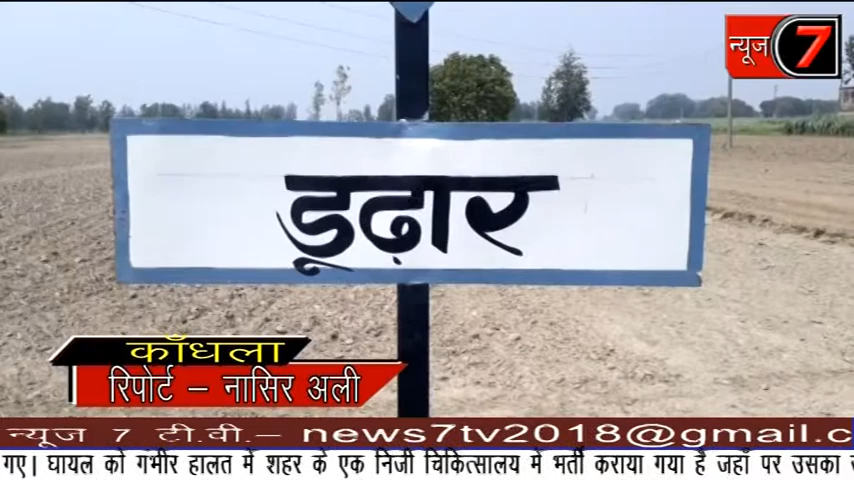 न्यूज 7
डूढ़ार
काँधला
रिपोर्ट – नासिर अली
न्यूज 7 टी.वी.– news7tv2018@gmail.c
गए। घायल को गंभीर हालत में शहर के एक निजी चिकित्सालय में भर्ती कराया गया है जहाँ पर उसका